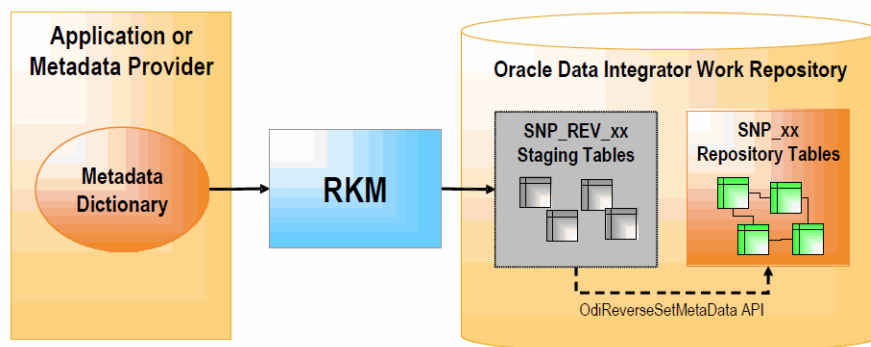 Application or
Metadata Provider
Metadata
Dictionary
RKM
Oracle Data Integrator Work Repository
SNP_REV_xx
Staging Tables
SNP_xx
Repository Tables
OdiReverseSetMetaData API